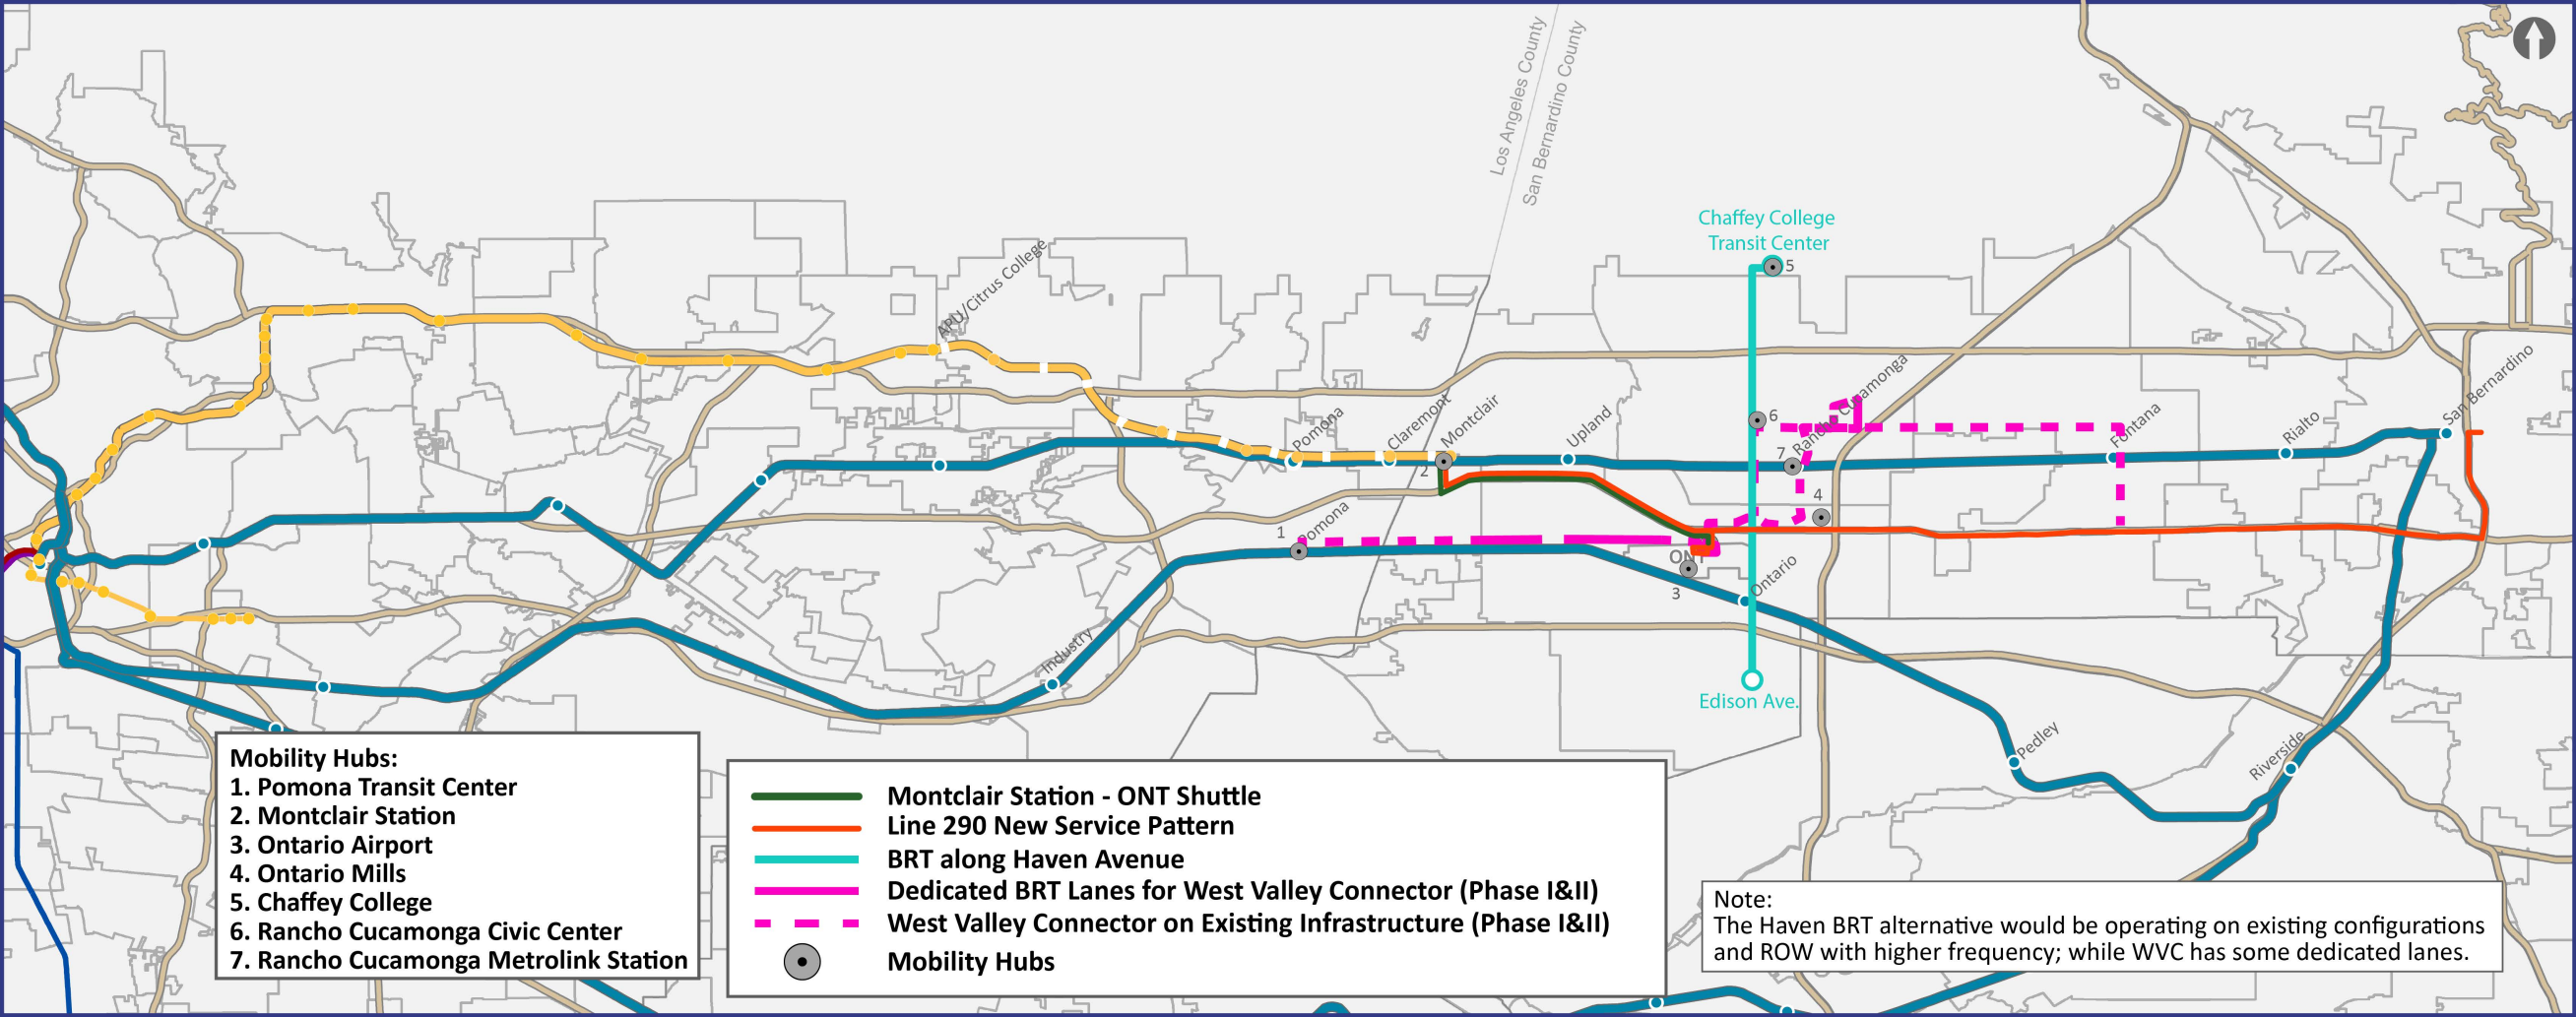 Los Angeles County
San Bernardino County
Chaffey College
Transit Center
5
APU/Citrus College
Pomona
Claremont
Montclair
2
Upland
6
7
Rancho Cucamonga
4
Fontana
Rialto
San Bernardino
1
Pomona
3
Ontario
Industry
Edison Ave.
Pedley
Riverside
Mobility Hubs:
1. Pomona Transit Center
2. Montclair Station
3. Ontario Airport
4. Ontario Mills
5. Chaffey College
6. Rancho Cucamonga Civic Center
7. Rancho Cucamonga Metrolink Station
Montclair Station - ONT Shuttle
Line 290 New Service Pattern
BRT along Haven Avenue
Dedicated BRT Lanes for West Valley Connector (Phase I&II)
West Valley Connector on Existing Infrastructure (Phase I&II)
Mobility Hubs
Note:
The Haven BRT alternative would be operating on existing configurations
and ROW with higher frequency; while WVC has some dedicated lanes.